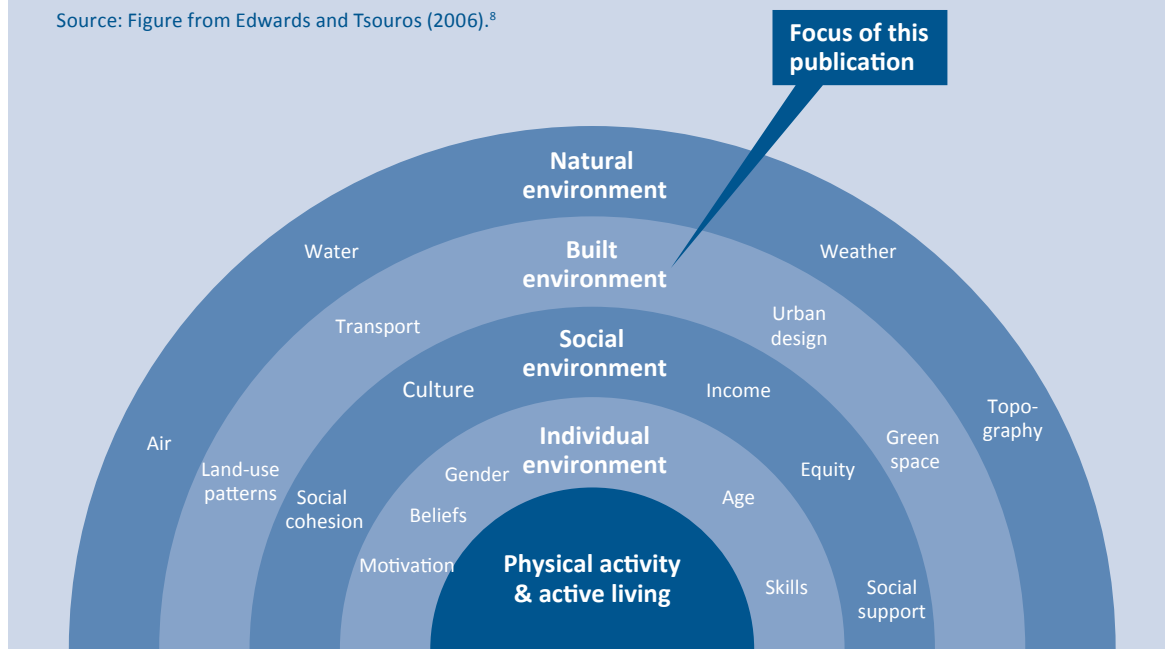 Source: Figure from Edwards and Tsouros (2006).⁸
Focus of this
publication
Natural
environment
Water
Weather
Built
environment
Transport
Urban
design
Social
environment
Culture
Income
Air
Topo-
graphy
Individual
environment
Land-use
patterns
Green
space
Gender
Equity
Social
cohesion
Age
Beliefs
Motivation
Physical activity
& active living
Skills
Social
support